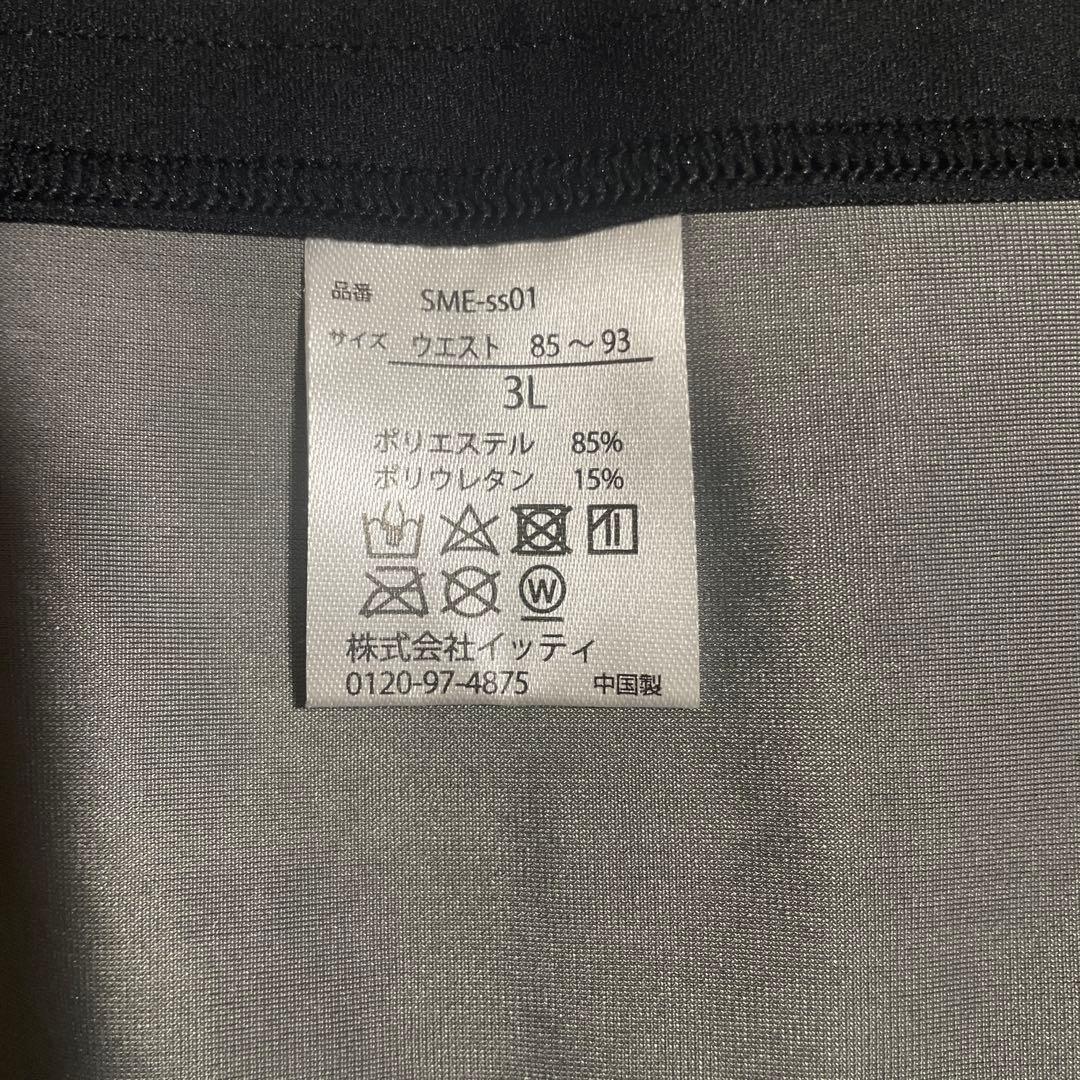 品番 SME-ss01
サイズ ウエスト 85～93
3L
ポリエステル 85%
ポリウレタン 15%
W
株式会社イッティ
0120-97-4875 中国製